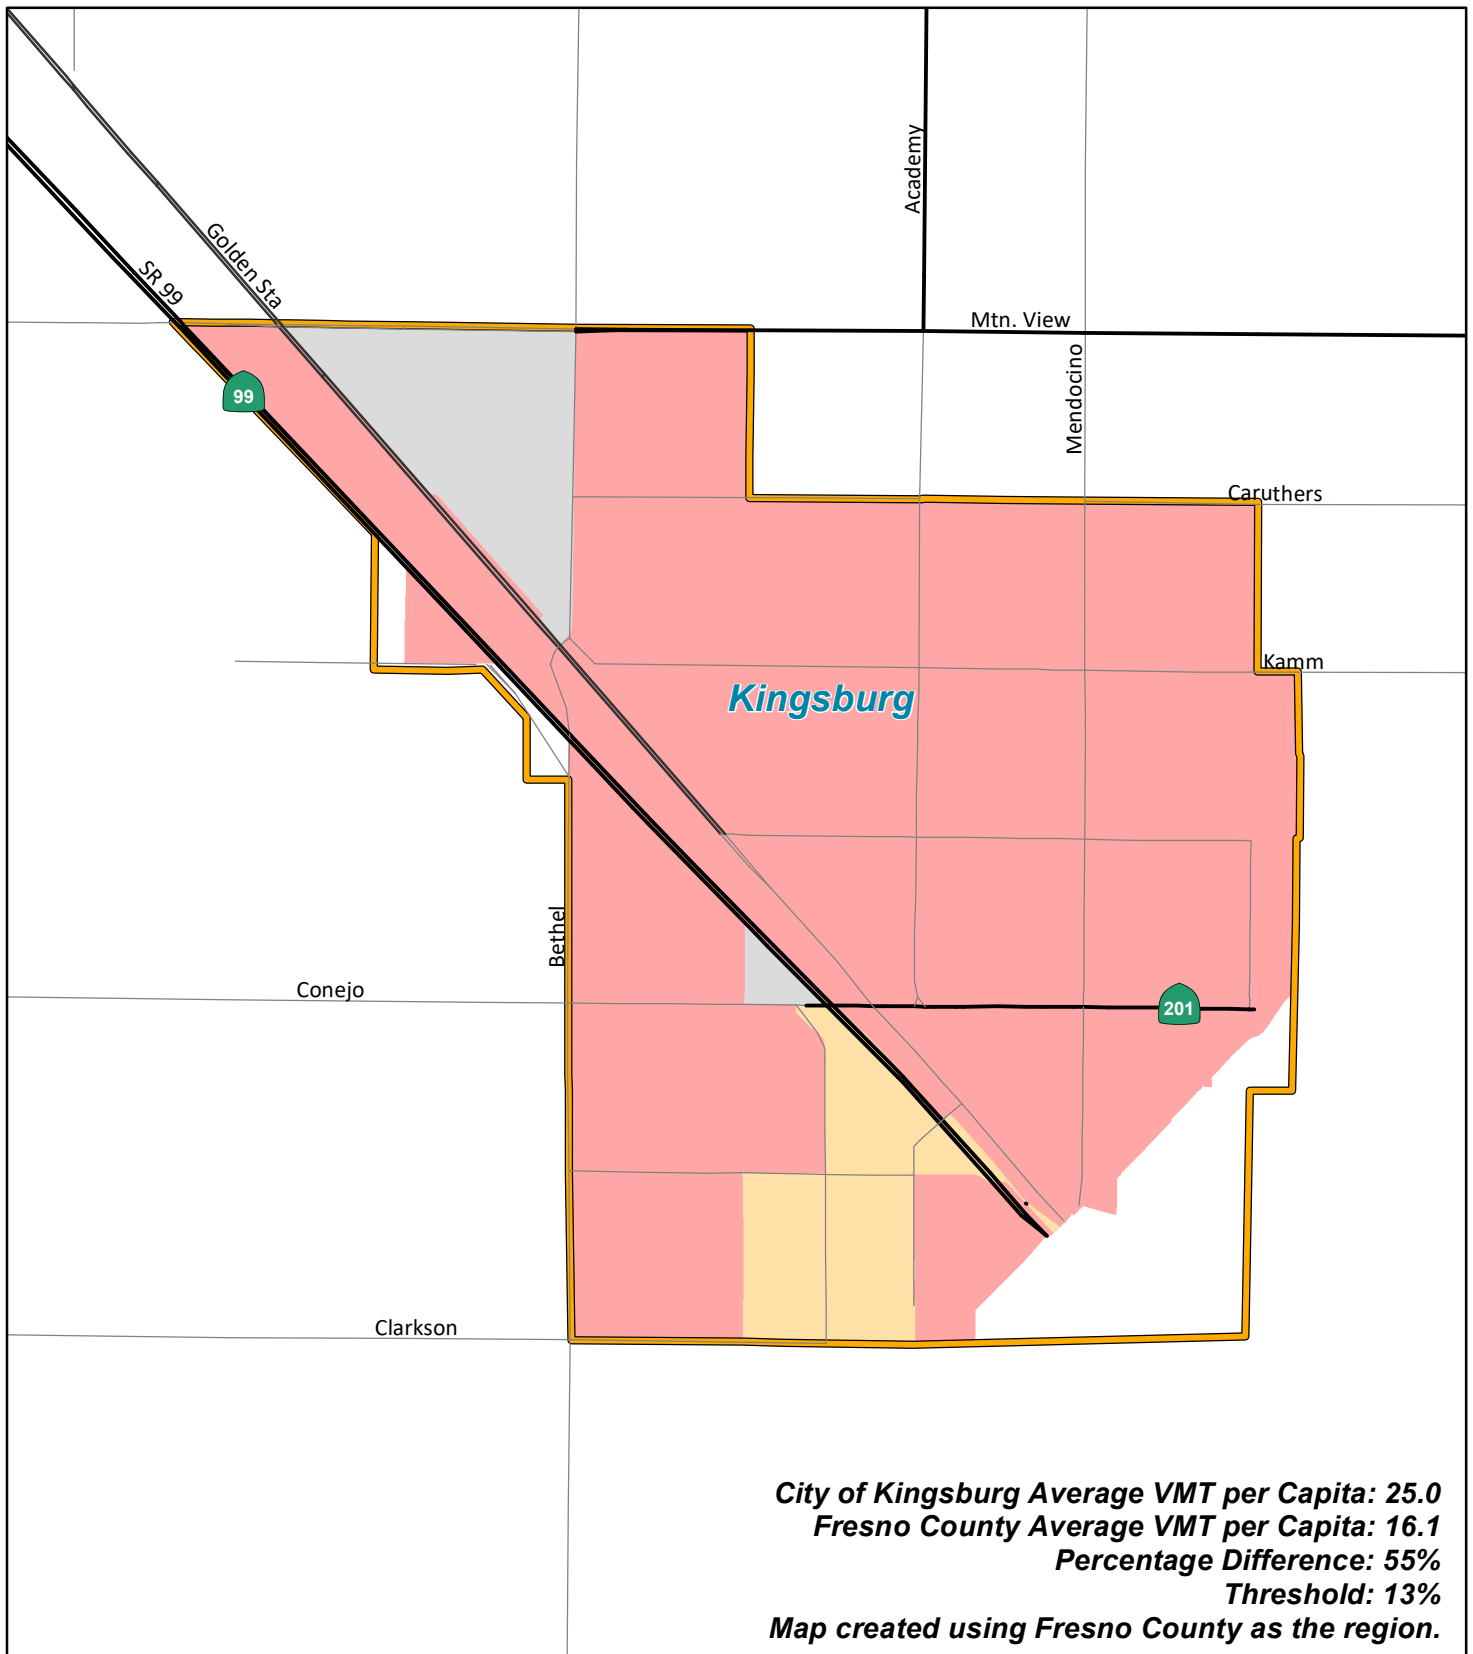 Academy
Golden Sta
SR 99
Mtn. View
Mendocino
99
Caruthers
Kamm
Kingsburg
Bethel
Conejo
201
Clarkson
City of Kingsburg Average VMT per Capita: 25.0
Fresno County Average VMT per Capita: 16.1
Percentage Difference: 55%
Threshold: 13%
Map created using Fresno County as the region.